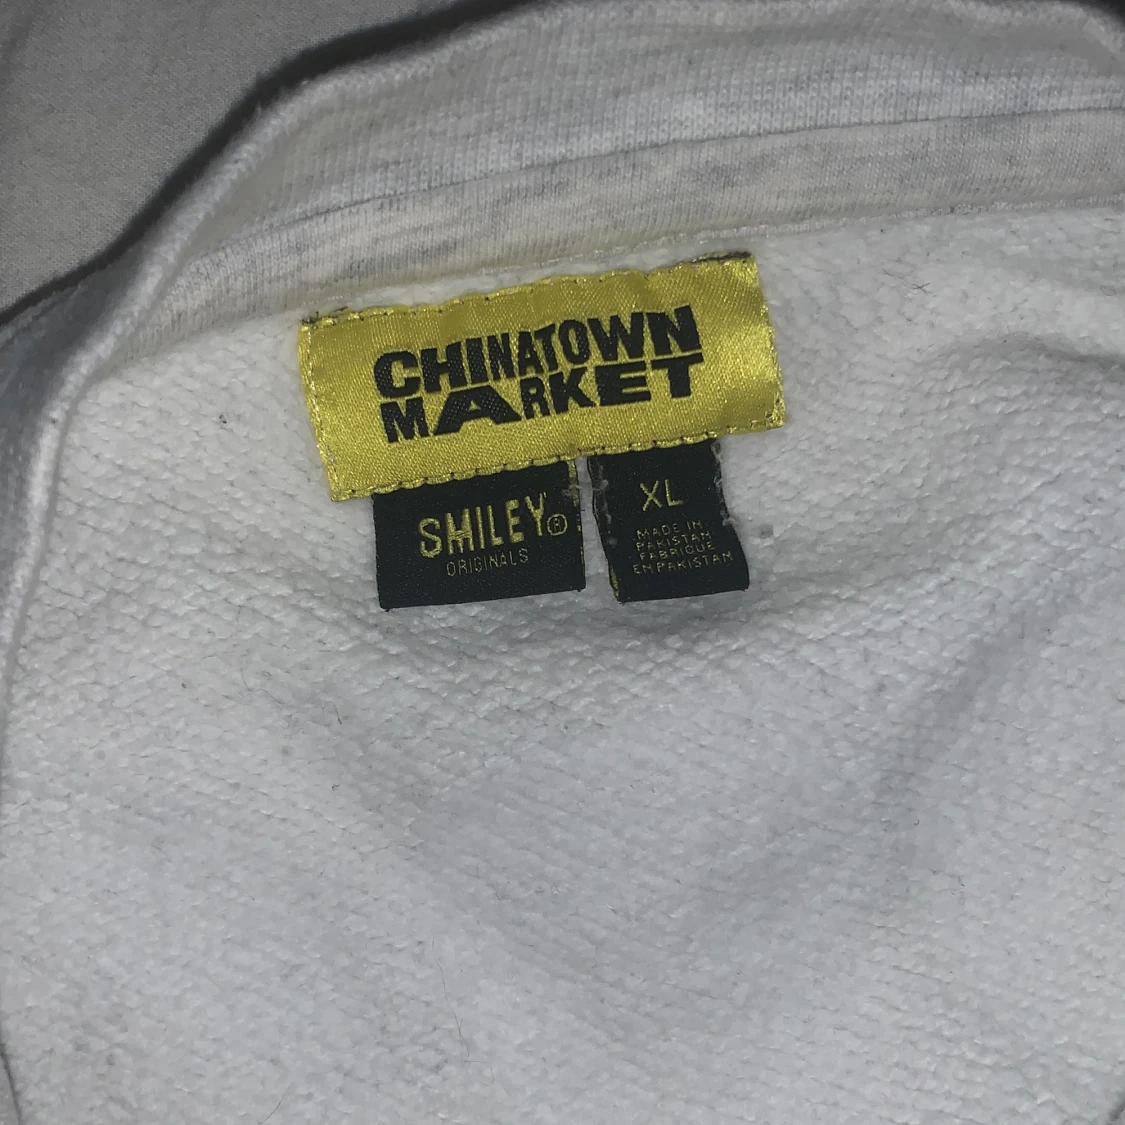 CHINATOWN
MARKET
SMILEY®
ORIGINALS
XL
MADE IN
PAKISTAN
FABRIQUE
EN PAKISTAN